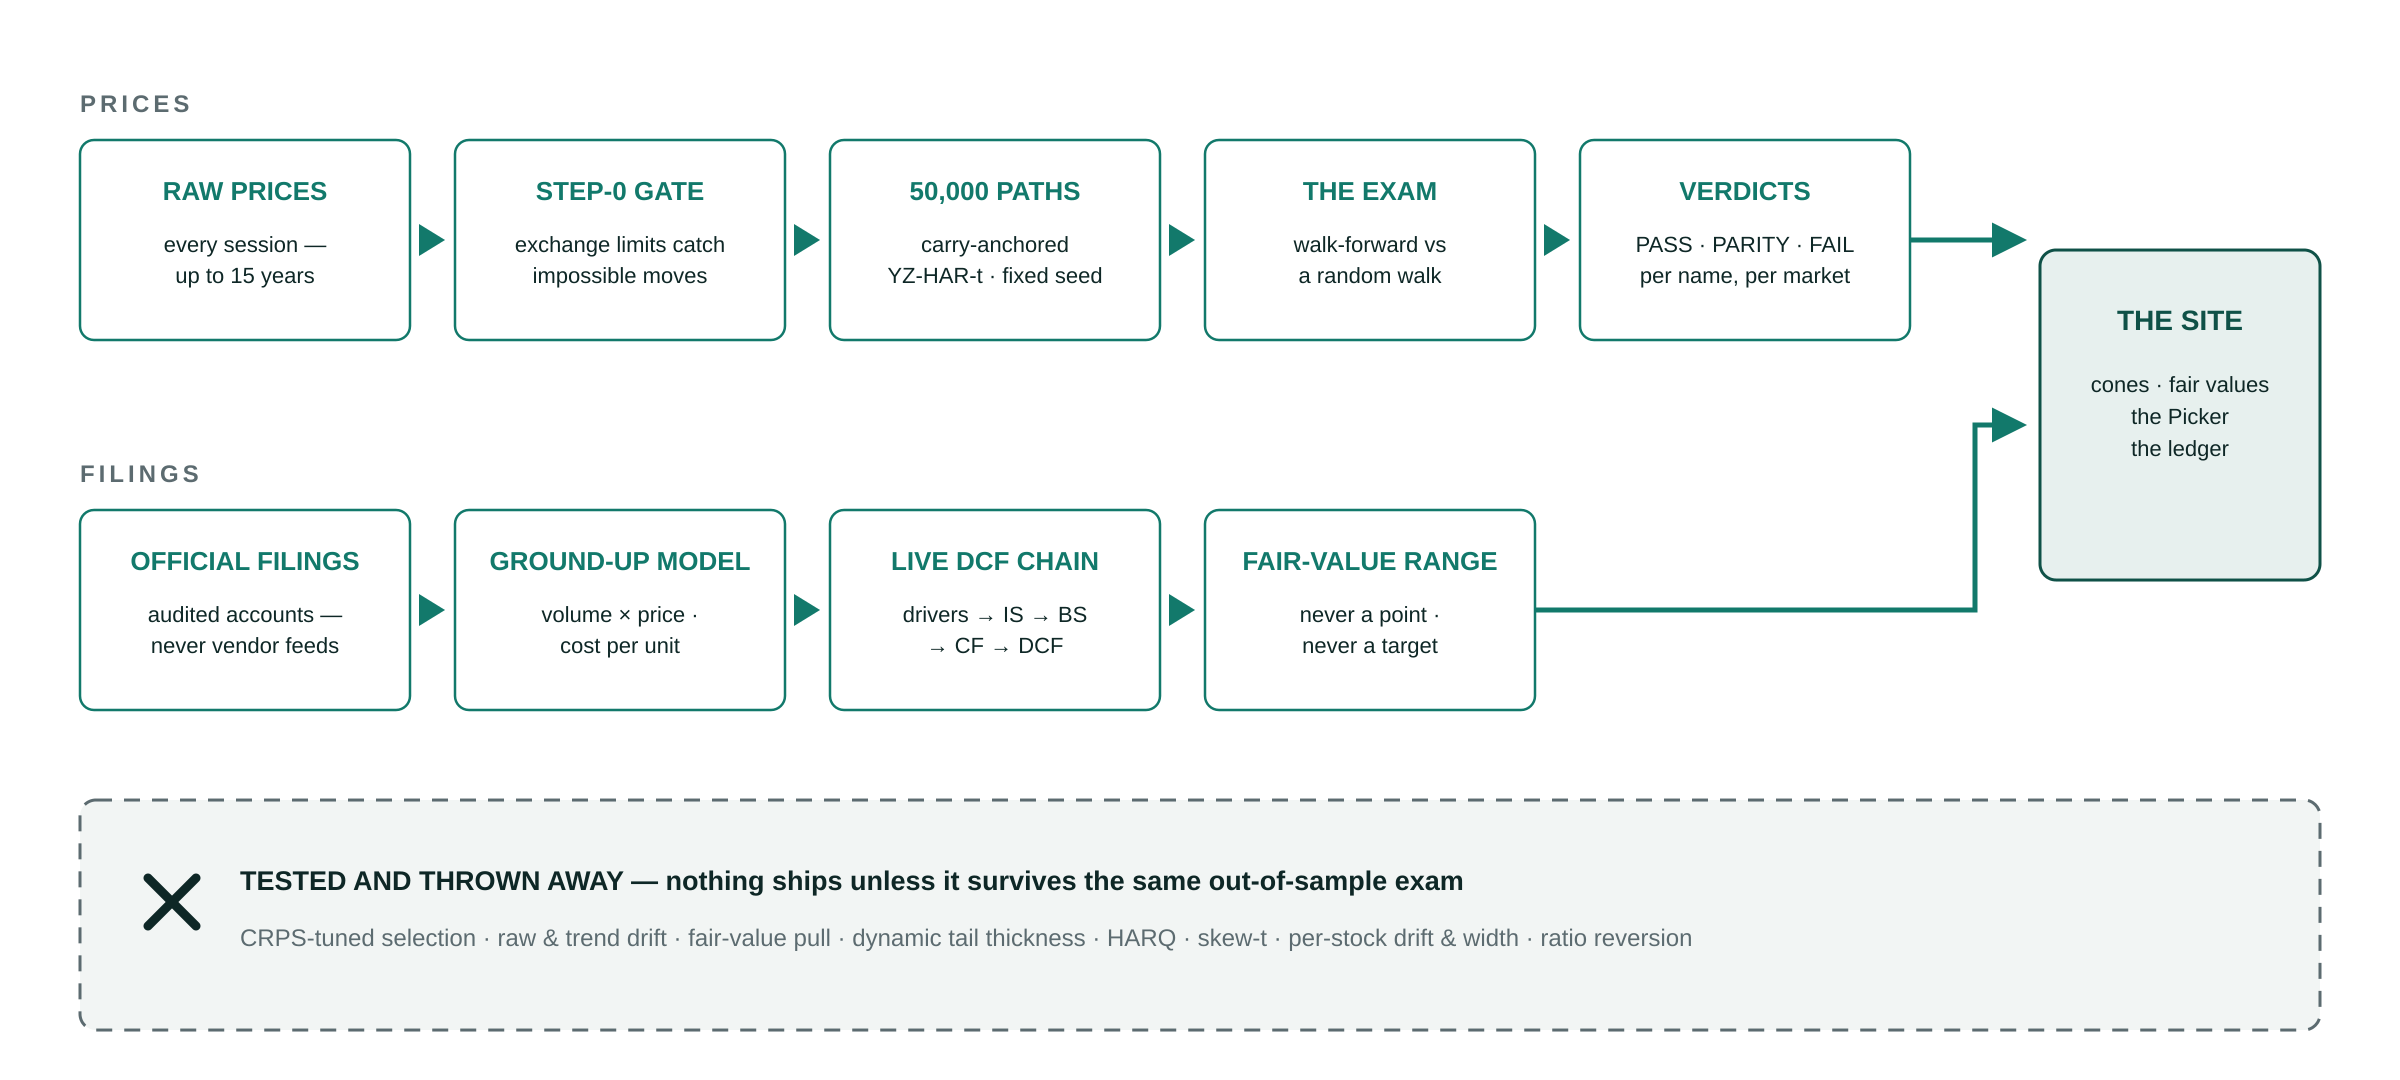 PRICES
RAW PRICES
every session —
up to 15 years
STEP-0 GATE
exchange limits catch
impossible moves
50,000 PATHS
carry-anchored
YZ-HAR-t · fixed seed
THE EXAM
walk-forward vs
a random walk
VERDICTS
PASS · PARITY · FAIL
per name, per market
THE SITE
cones · fair values
the Picker
the ledger
FILINGS
OFFICIAL FILINGS
audited accounts —
never vendor feeds
GROUND-UP MODEL
volume × price ·
cost per unit
LIVE DCF CHAIN
drivers → IS → BS
→ CF → DCF
FAIR-VALUE RANGE
never a point ·
never a target
TESTED AND THROWN AWAY — nothing ships unless it survives the same out-of-sample exam
CRPS-tuned selection · raw & trend drift · fair-value pull · dynamic tail thickness · HARQ · skew-t · per-stock drift & width · ratio reversion